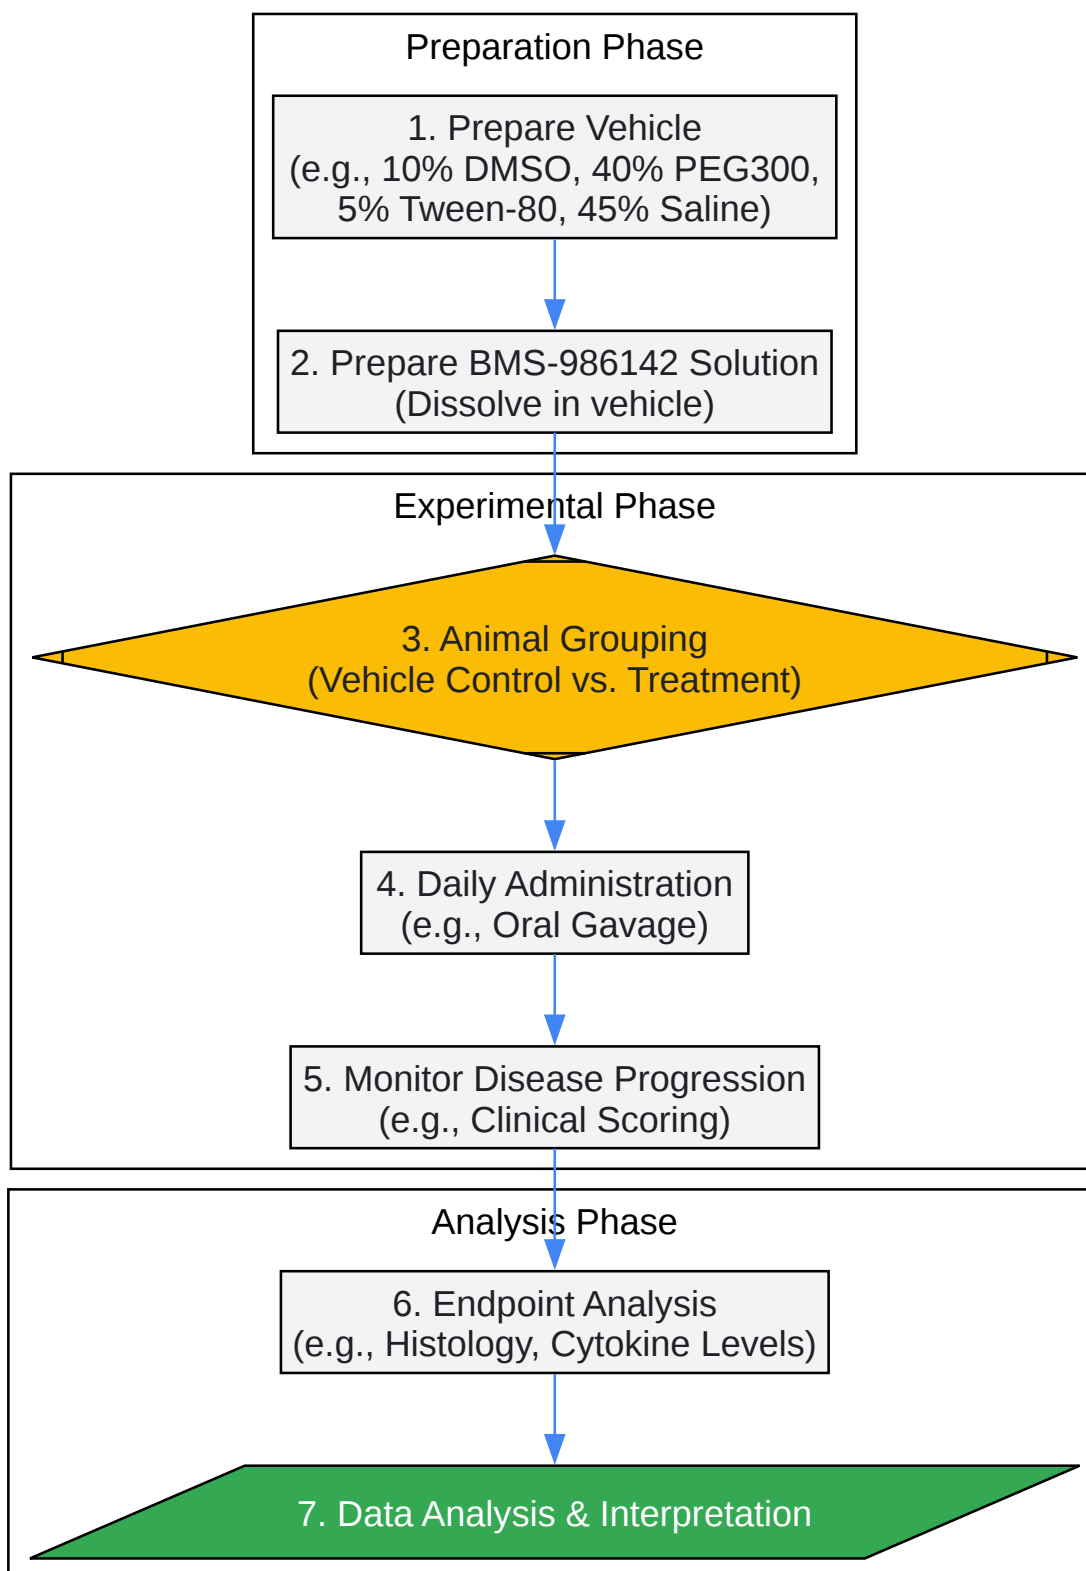 Preparation Phase
1. Prepare Vehicle
(e.g., 10% DMSO, 40% PEG300,
5% Tween-80, 45% Saline)
2. Prepare BMS-986142 Solution
(Dissolve in vehicle)
Experimental Phase
3. Animal Grouping
(Vehicle Control vs. Treatment)
4. Daily Administration
(e.g., Oral Gavage)
5. Monitor Disease Progression
(e.g., Clinical Scoring)
Analysis Phase
6. Endpoint Analysis
(e.g., Histology, Cytokine Levels)
7. Data Analysis & Interpretation